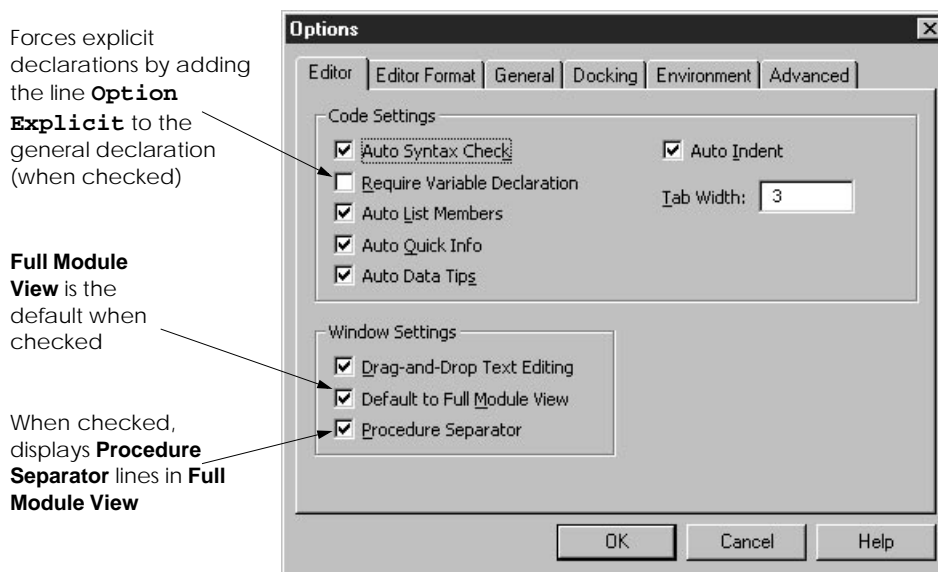 Forces explicit
declarations by adding
the line Option
Explicit to the
general declaration
(when checked)
Full Module
View is the
default when
checked
When checked,
displays Procedure
Separator lines in Full
Module View
Options
Editor
Editor Format
General
Docking
Environment
Advanced
Code Settings
Auto Syntax Check
Require Variable Declaration
Auto List Members
Auto Quick Info
Auto Data Tips
Auto Indent
Tab Width: 3
Window Settings
Drag-and-Drop Text Editing
Default to Full Module View
Procedure Separator
OK
Cancel
Help